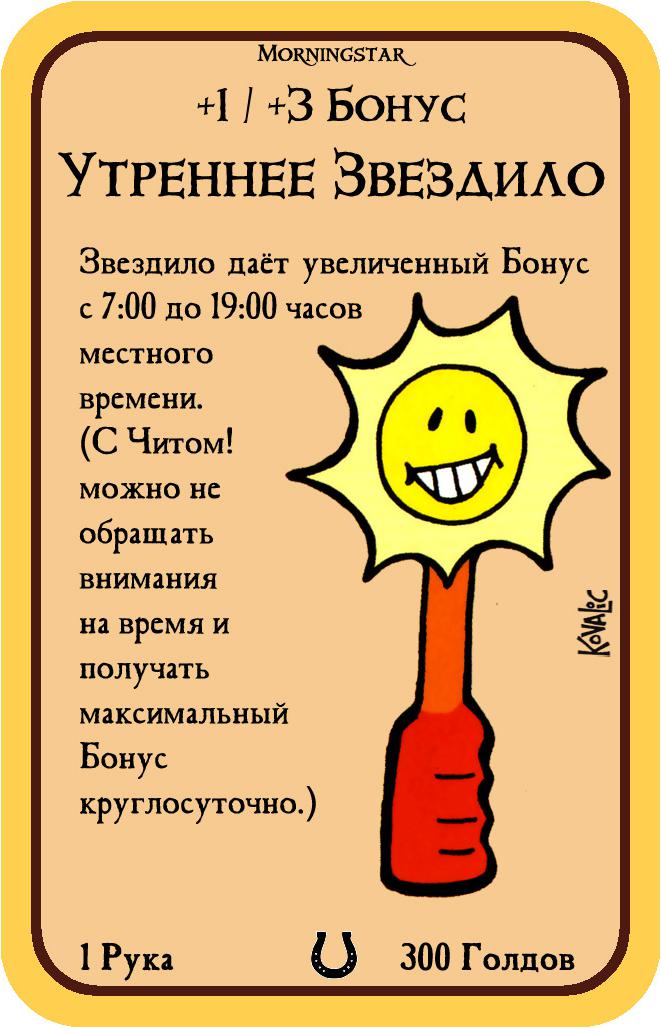 Morningstar
+1 / +3 Бонус
Утреннее Звездило
Звездило даёт увеличенный Бонус
с 7:00 до 19:00 часов
местного
времени.
(С Читом!
можно не
обращать
внимания
на время и
получать
максимальный
Бонус
круглосуточно.)
Kovalic
1 Рука
300 Голдов